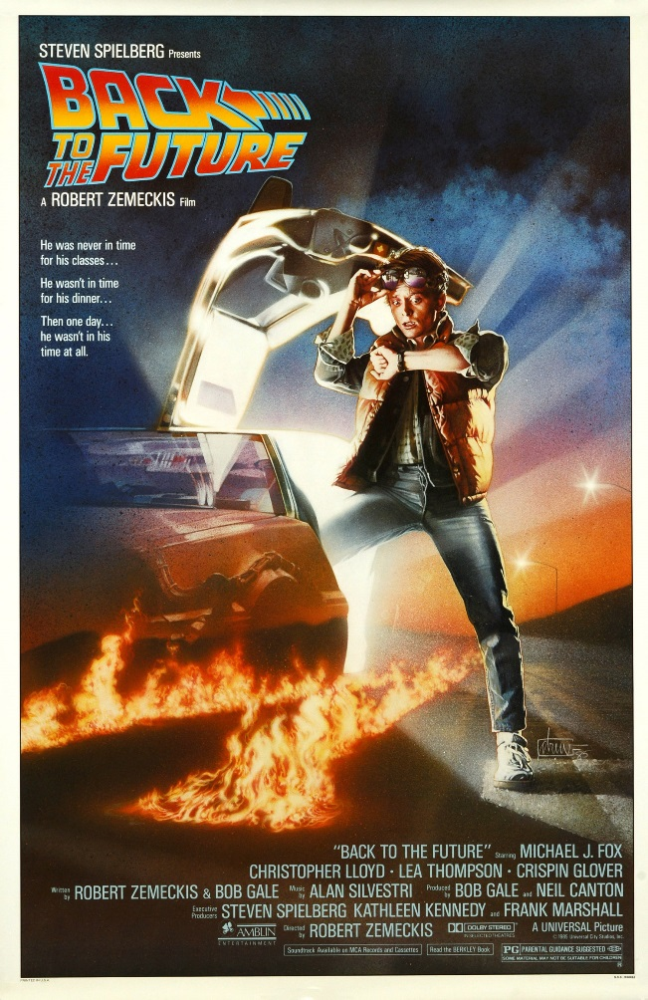 STEVEN SPIELBERG Presents
BACK
TO THE FUTURE
A ROBERT ZEMECKIS Film
He was never in time
for his classes...
He wasn't in time
for his dinner...
Then one day...
he wasn't in his
time at all.
drew
"BACK TO THE FUTURE" Starring MICHAEL J. FOX
CHRISTOPHER LLOYD · LEA THOMPSON · CRISPIN GLOVER
Written by ROBERT ZEMECKIS & BOB GALE Music by ALAN SILVESTRI Produced by BOB GALE and NEIL CANTON
Executive Producers STEVEN SPIELBERG KATHLEEN KENNEDY and FRANK MARSHALL
AMBLIN ENTERTAINMENT Directed by ROBERT ZEMECKIS DOLBY STEREO IN SELECTED THEATRES A UNIVERSAL Picture
© 1985 Universal City Studios, Inc.
Soundtrack Available on MCA Records and Cassettes Read the BERKLEY Book PG PARENTAL GUIDANCE SUGGESTED
SOME MATERIAL MAY NOT BE SUITABLE FOR CHILDREN
PRINTED IN U.S.A.